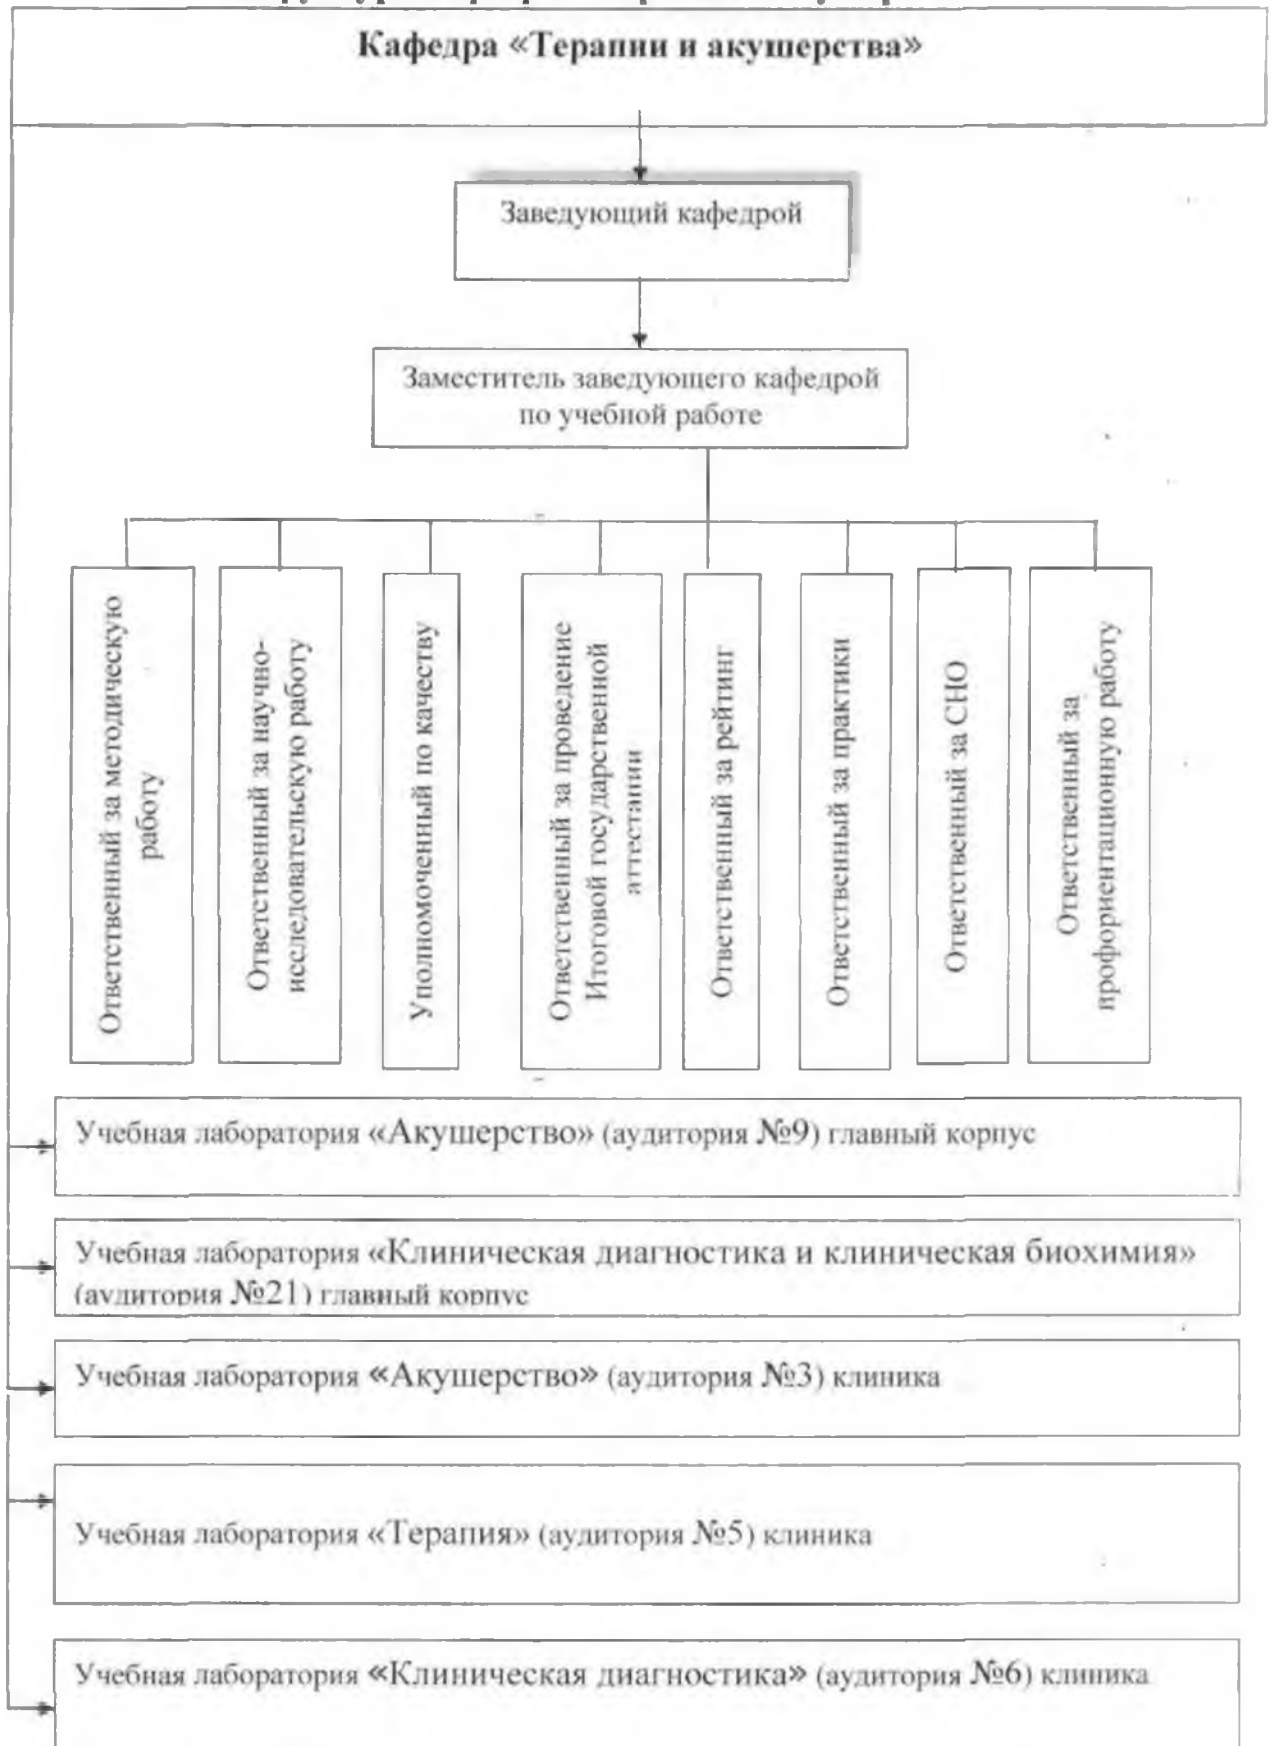 Кафедра «Терапии и акушерства»
Заведующий кафедрой
Заместитель заведующего кафедрой
по учебной работе
Ответственный за методическую
работу
Ответственный за научно-
исследовательскую работу
Уполномоченный по качеству
Ответственный за проведение
Итоговой государственной
аттестации
Ответственный за рейтинг
Ответственный за практики
Ответственный за СНО
Ответственный за
профориентационную работу
Учебная лаборатория «Акушерство» (аудитория №9) главный корпус
Учебная лаборатория «Клиническая диагностика и клиническая биохимия»
(аудитория №21) главный корпус
Учебная лаборатория «Акушерство» (аудитория №3) клиника
Учебная лаборатория «Терапия» (аудитория №5) клиника
Учебная лаборатория «Клиническая диагностика» (аудитория №6) клиника